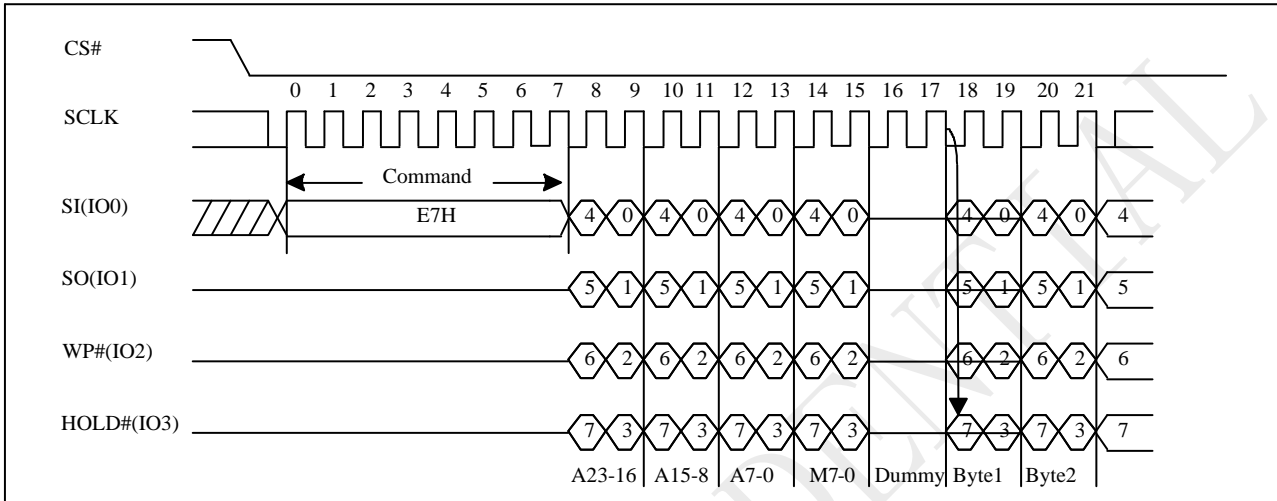 CS#
0 1 2 3 4 5 6 7 8 9 10 11 12 13 14 15 16 17 18 19 20 21
SCLK
Command
SI(IO0) E7H 4 0 4 0 4 0 4 0 4 0 4 0 4
SO(IO1) 5 1 5 1 5 1 5 1 5 1 5 1 5
WP#(IO2) 6 2 6 2 6 2 6 2 6 2 6 2 6
HOLD#(IO3) 7 3 7 3 7 3 7 3 7 3 7 3 7
A23-16 A15-8 A7-0 M7-0 Dummy Byte1 Byte2